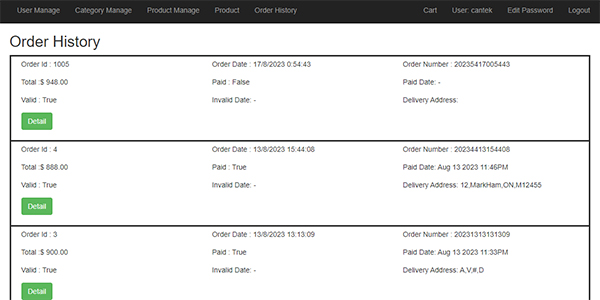 User Manage Category Manage Product Manage Product Order History Cart User: cantek Edit Password Logout
Order History
Order Id : 1005 Order Date : 17/8/2023 0:54:43 Order Number : 20235417005443
Total :$ 948.00 Paid : False Paid Date: -
Valid : True Invalid Date: - Delivery Address:
Detail
Order Id : 4 Order Date : 13/8/2023 15:44:08 Order Number : 20234413154408
Total :$ 888.00 Paid : True Paid Date: Aug 13 2023 11:46PM
Valid : True Invalid Date: - Delivery Address: 12,MarkHam,ON,M12455
Detail
Order Id : 3 Order Date : 13/8/2023 13:13:09 Order Number : 20231313131309
Total :$ 900.00 Paid : True Paid Date: Aug 13 2023 11:33PM
Valid : True Invalid Date: - Delivery Address: A,V,#,D
Detail